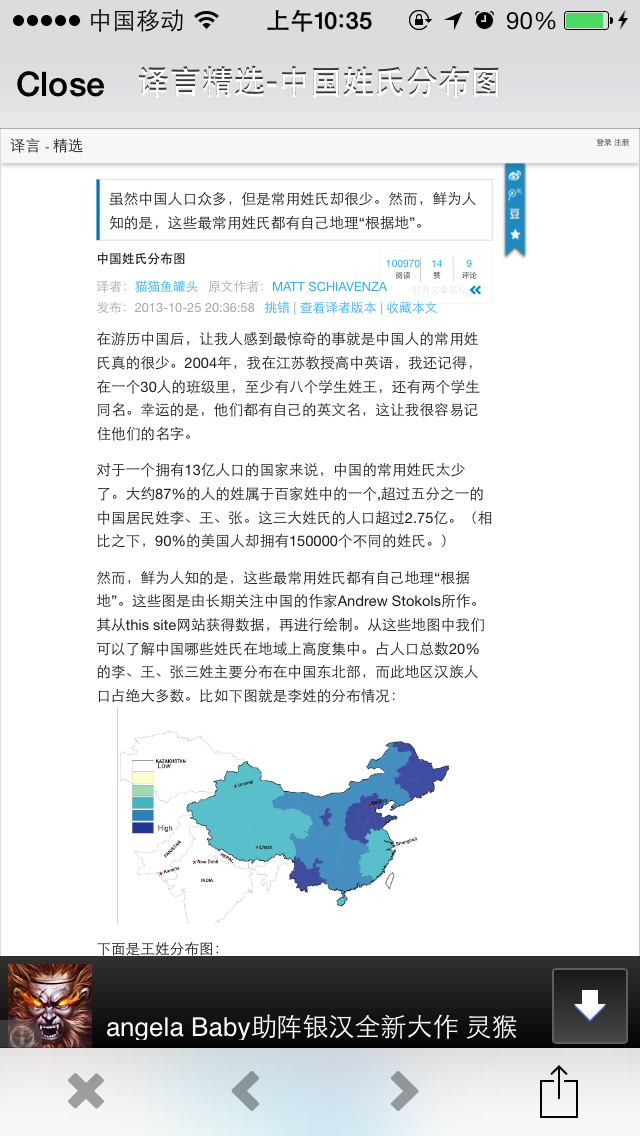 中国移动 上午10:35 90%
Close 译言精选-中国姓氏分布图
译言 - 精选 登录 注册
虽然中国人口众多，但是常用姓氏却很少。然而，鲜为人
知的是，这些最常用姓氏都有自己地理“根据地”。
豆
中国姓氏分布图
100970 14 9
阅读 赞 评论
译者：猫猫鱼罐头 原文作者：MATT SCHIAVENZA
打开文章名片
发布：2013-10-25 20:36:58 挑错 | 查看译者版本 | 收藏本文
在游历中国后，让我人感到最惊奇的事就是中国人的常用姓
氏真的很少。2004年，我在江苏教授高中英语，我还记得，
在一个30人的班级里，至少有八个学生姓王，还有两个学生
同名。幸运的是，他们都有自己的英文名，这让我很容易记
住他们的名字。
对于一个拥有13亿人口的国家来说，中国的常用姓氏太少
了。大约87%的人的姓属于百家姓中的一个,超过五分之一的
中国居民姓李、王、张。这三大姓氏的人口超过2.75亿。（相
比之下，90%的美国人却拥有150000个不同的姓氏。）
然而，鲜为人知的是，这些最常用姓氏都有自己地理“根据
地”。这些图是由长期关注中国的作家Andrew Stokols所作。
其从this site网站获得数据，再进行绘制。从这些地图中我们
可以了解中国哪些姓氏在地域上高度集中。占人口总数20%
的李、王、张三姓主要分布在中国东北部，而此地区汉族人
口占绝大多数。比如下图就是李姓的分布情况：
KAZAKHSTAN
Low
Urumqi
Beijing
High
PAKISTAN
Shanghai
NEPAL
Lhasa
New Dehli
Karachi
INDIA
下面是王姓分布图：
angela Baby助阵银汉全新大作 灵猴